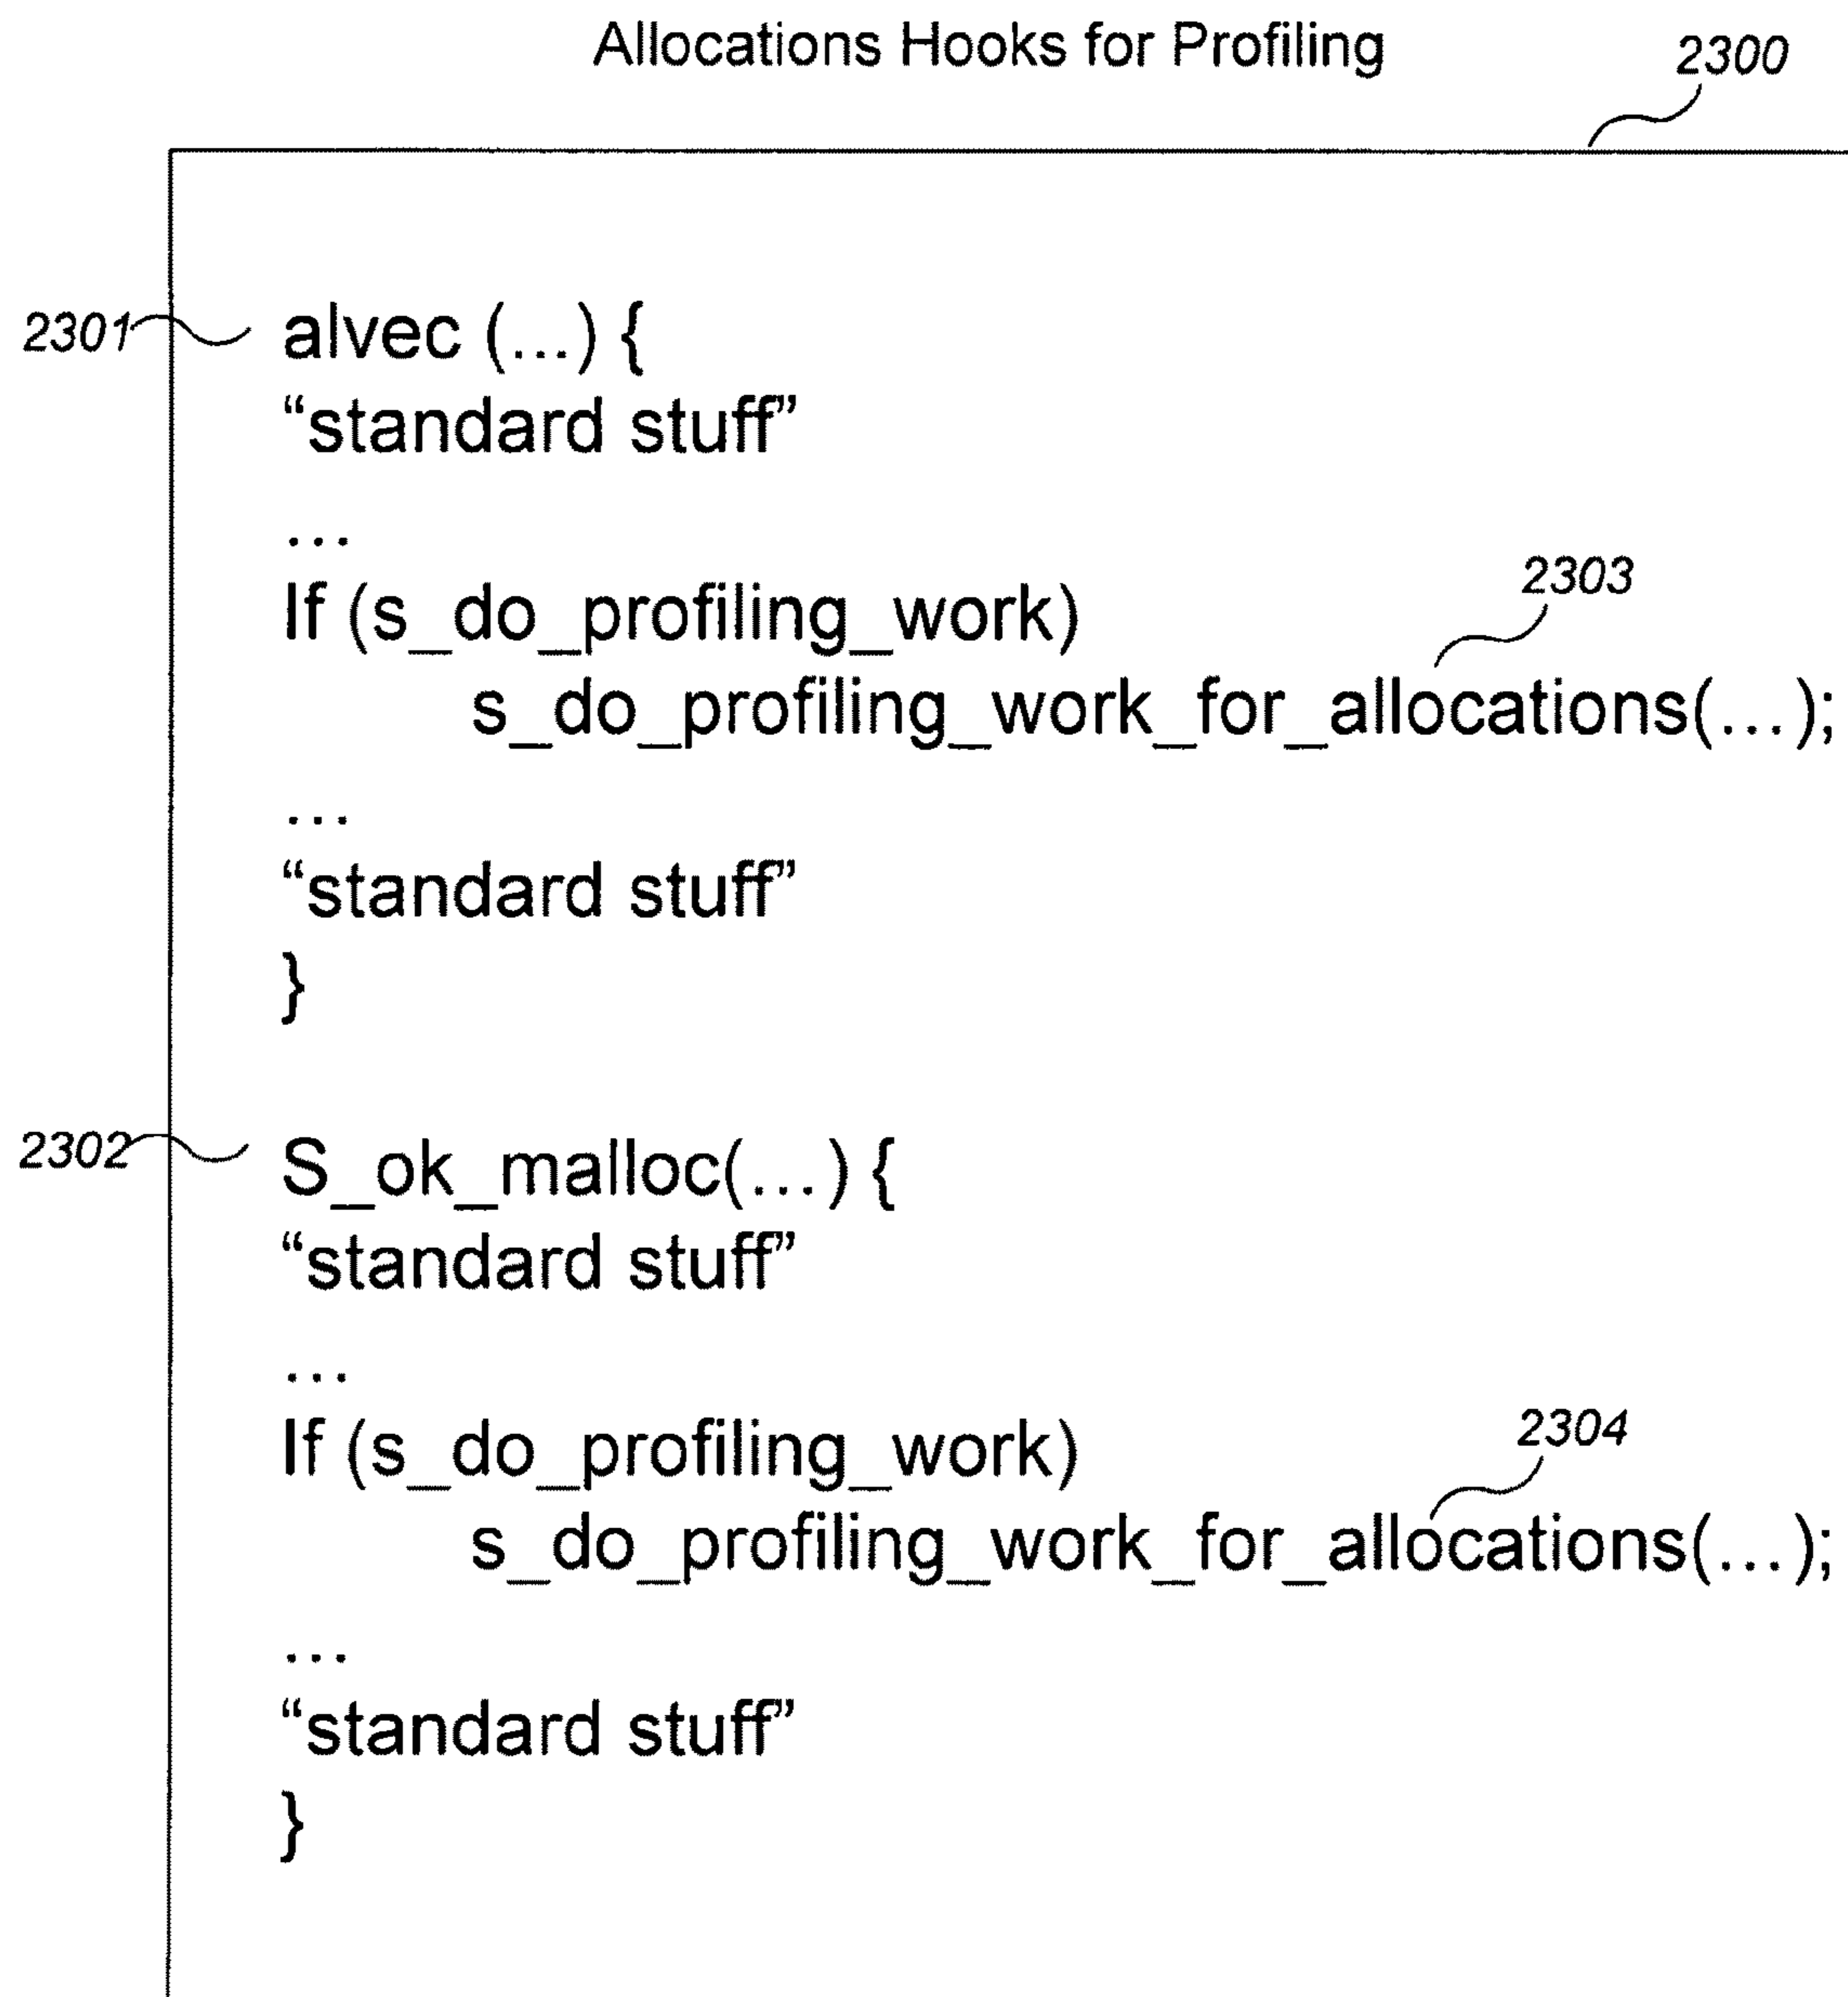 Allocations Hooks for Profiling
2300
2301
alvec (...) {
“standard stuff”
...
If (s_do_profiling_work)
2303
s_do_profiling_work_for_allocations(...);
...
“standard stuff”
}
2302
S_ok_malloc(...) {
“standard stuff”
...
If (s_do_profiling_work)
2304
s_do_profiling_work_for_allocations(...);
...
“standard stuff”
}